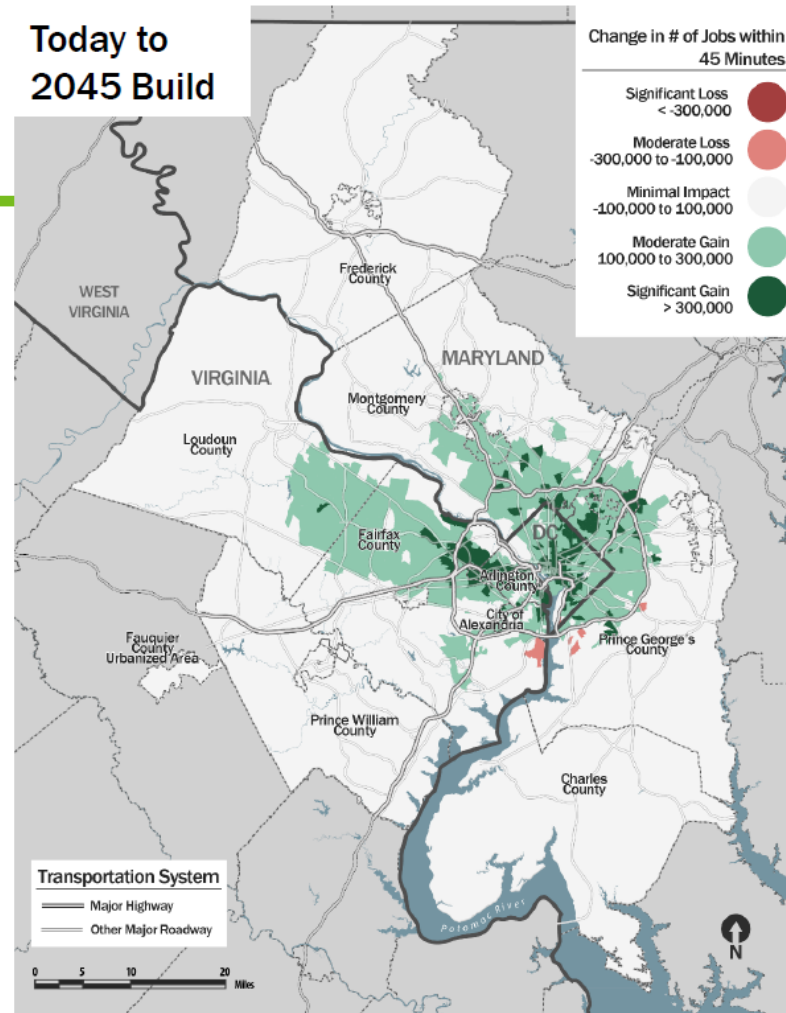 Today to
2045 Build
Change in # of Jobs within
45 Minutes
Significant Loss
< -300,000
Moderate Loss
-300,000 to -100,000
Minimal Impact
-100,000 to 100,000
Moderate Gain
100,000 to 300,000
Significant Gain
> 300,000
Frederick
County
WEST
VIRGINIA
MARYLAND
VIRGINIA
Montgomery
County
Loudoun
County
Fairfax
County
DC
Arlington
County
City of
Alexandria
Prince George's
County
Fauquier
County
Urbanized Area
Prince William
County
Charles
County
Transportation System
Major Highway
Other Major Roadway
Potomac River
N
0 5 10 20
Miles